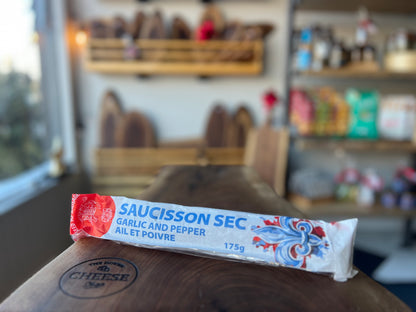 SAUCISSON SEC
GARLIC AND PEPPER
AIL ET POIVRE
175g
CHEESE